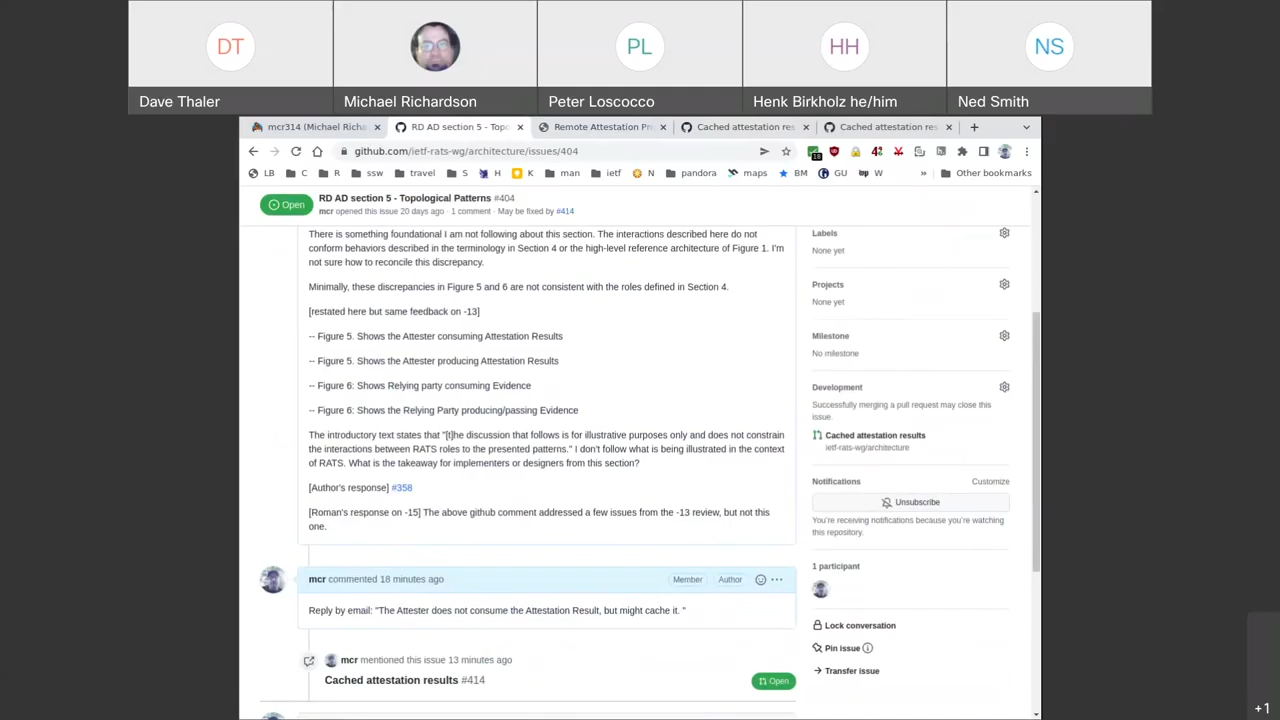 DT
PL
HH
NS
Dave Thaler
Michael Richardson
Peter Loscocco
Henk Birkholz he/him
Ned Smith
mcr314 (Michael Richa
RD AD section 5 - Topo
Remote Attestation Pro
Cached attestation res
Cached attestation res
github.com/ietf-rats-wg/architecture/issues/404
18
LB
C
R
ssw
travel
S
H
K
man
ietf
N
pandora
maps
BM
GU
W
»
Other bookmarks
Open
RD AD section 5 - Topological Patterns #404
mcr opened this issue 20 days ago · 1 comment · May be fixed by #414
There is something foundational I am not following about this section. The interactions described here do not
conform behaviors described in the terminology in Section 4 or the high-level reference architecture of Figure 1. I'm
not sure how to reconcile this discrepancy.
Minimally, these discrepancies in Figure 5 and 6 are not consistent with the roles defined in Section 4.
[restated here but same feedback on -13]
-- Figure 5. Shows the Attester consuming Attestation Results
-- Figure 5. Shows the Attester producing Attestation Results
-- Figure 6: Shows Relying party consuming Evidence
-- Figure 6: Shows the Relying Party producing/passing Evidence
The introductory text states that "[t]he discussion that follows is for illustrative purposes only and does not constrain
the interactions between RATS roles to the presented patterns." I don't follow what is being illustrated in the context
of RATS. What is the takeaway for implementers or designers from this section?
[Author's response] #358
[Roman's response on -15] The above github comment addressed a few issues from the -13 review, but not this
one.
mcr commented 18 minutes ago
Member
Author
Reply by email: "The Attester does not consume the Attestation Result, but might cache it. "
mcr mentioned this issue 13 minutes ago
Cached attestation results #414
Open
Labels
None yet
Projects
None yet
Milestone
No milestone
Development
Successfully merging a pull request may close this
issue.
Cached attestation results
ietf-rats-wg/architecture
Notifications
Customize
Unsubscribe
You're receiving notifications because you're watching
this repository.
1 participant
Lock conversation
Pin issue
Transfer issue
+1